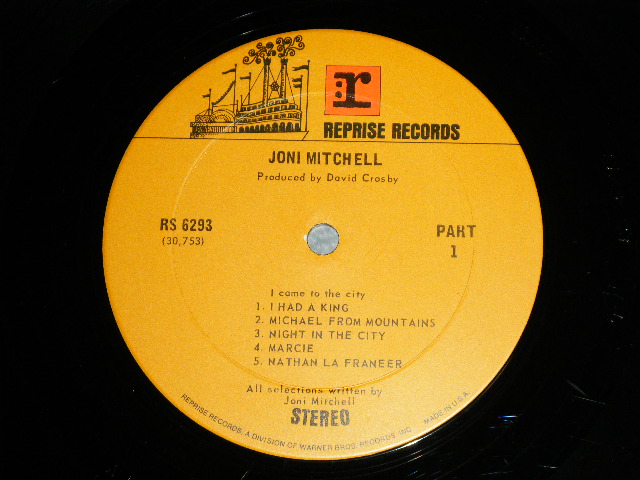 r
REPRISE RECORDS
JONI MITCHELL
Produced by David Crosby
RS 6293
(30,753)
PART
1
I came to the city
1. I HAD A KING
2. MICHAEL FROM MOUNTAINS
3. NIGHT IN THE CITY
4. MARCIE
5. NATHAN LA FRANEER
All selections written by
Joni Mitchell
STEREO
REPRISE RECORDS, A DIVISION OF WARNER BROS. RECORDS, INC. MADE IN U.S.A.